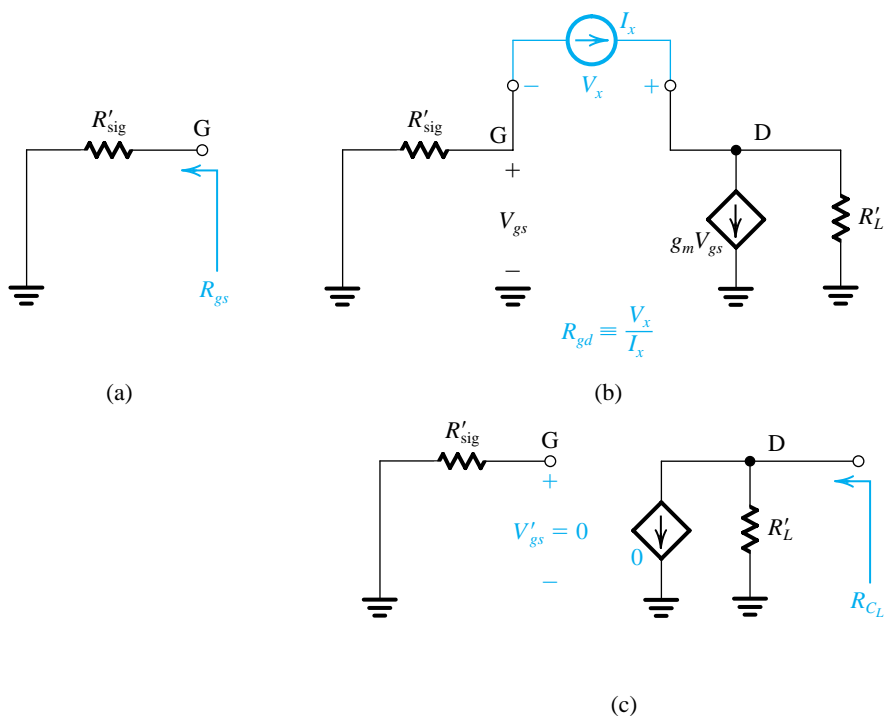 R′sig
G
Rgs
(a)
Ix
− Vx +
R′sig
G
D
+
Vgs
−
gmVgs
R′L
Rgd ≡ Vx / Ix
(b)
R′sig
G
D
+
V′gs = 0
−
0
R′L
RCL
(c)